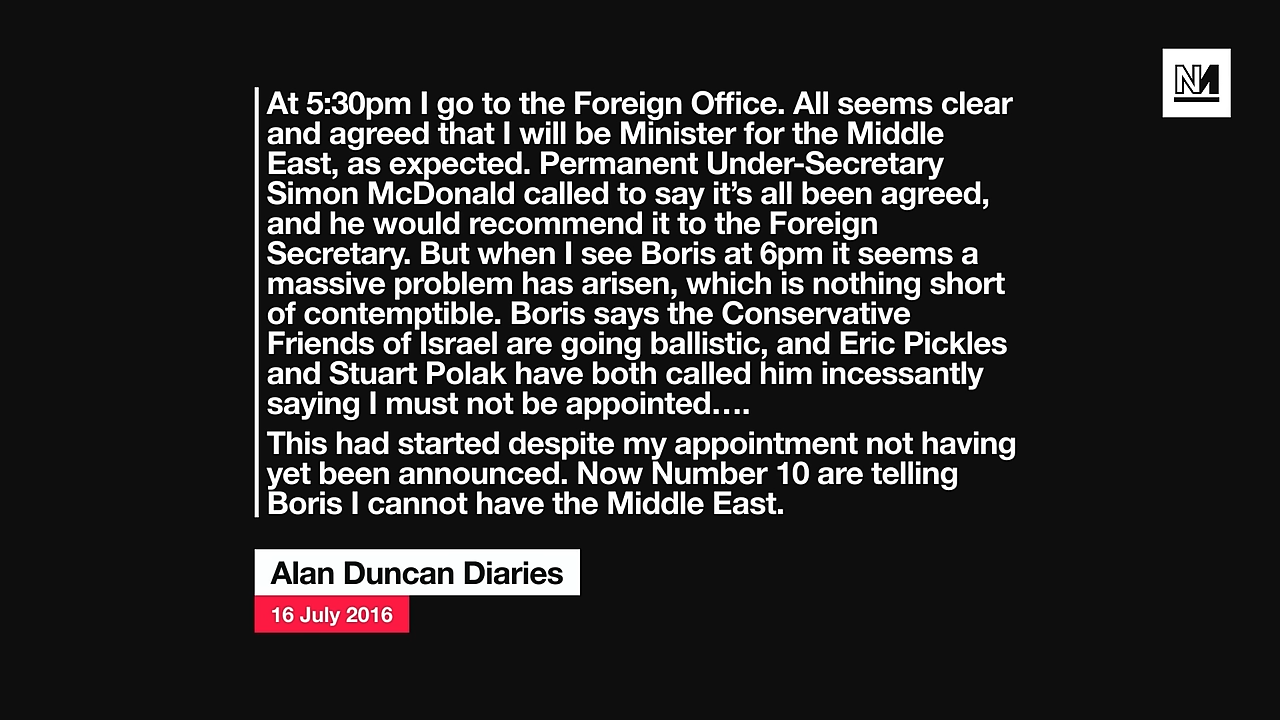 At 5:30pm I go to the Foreign Office. All seems clear
and agreed that I will be Minister for the Middle
East, as expected. Permanent Under-Secretary
Simon McDonald called to say it’s all been agreed,
and he would recommend it to the Foreign
Secretary. But when I see Boris at 6pm it seems a
massive problem has arisen, which is nothing short
of contemptible. Boris says the Conservative
Friends of Israel are going ballistic, and Eric Pickles
and Stuart Polak have both called him incessantly
saying I must not be appointed….
This had started despite my appointment not having
yet been announced. Now Number 10 are telling
Boris I cannot have the Middle East.
Alan Duncan Diaries
16 July 2016
NM